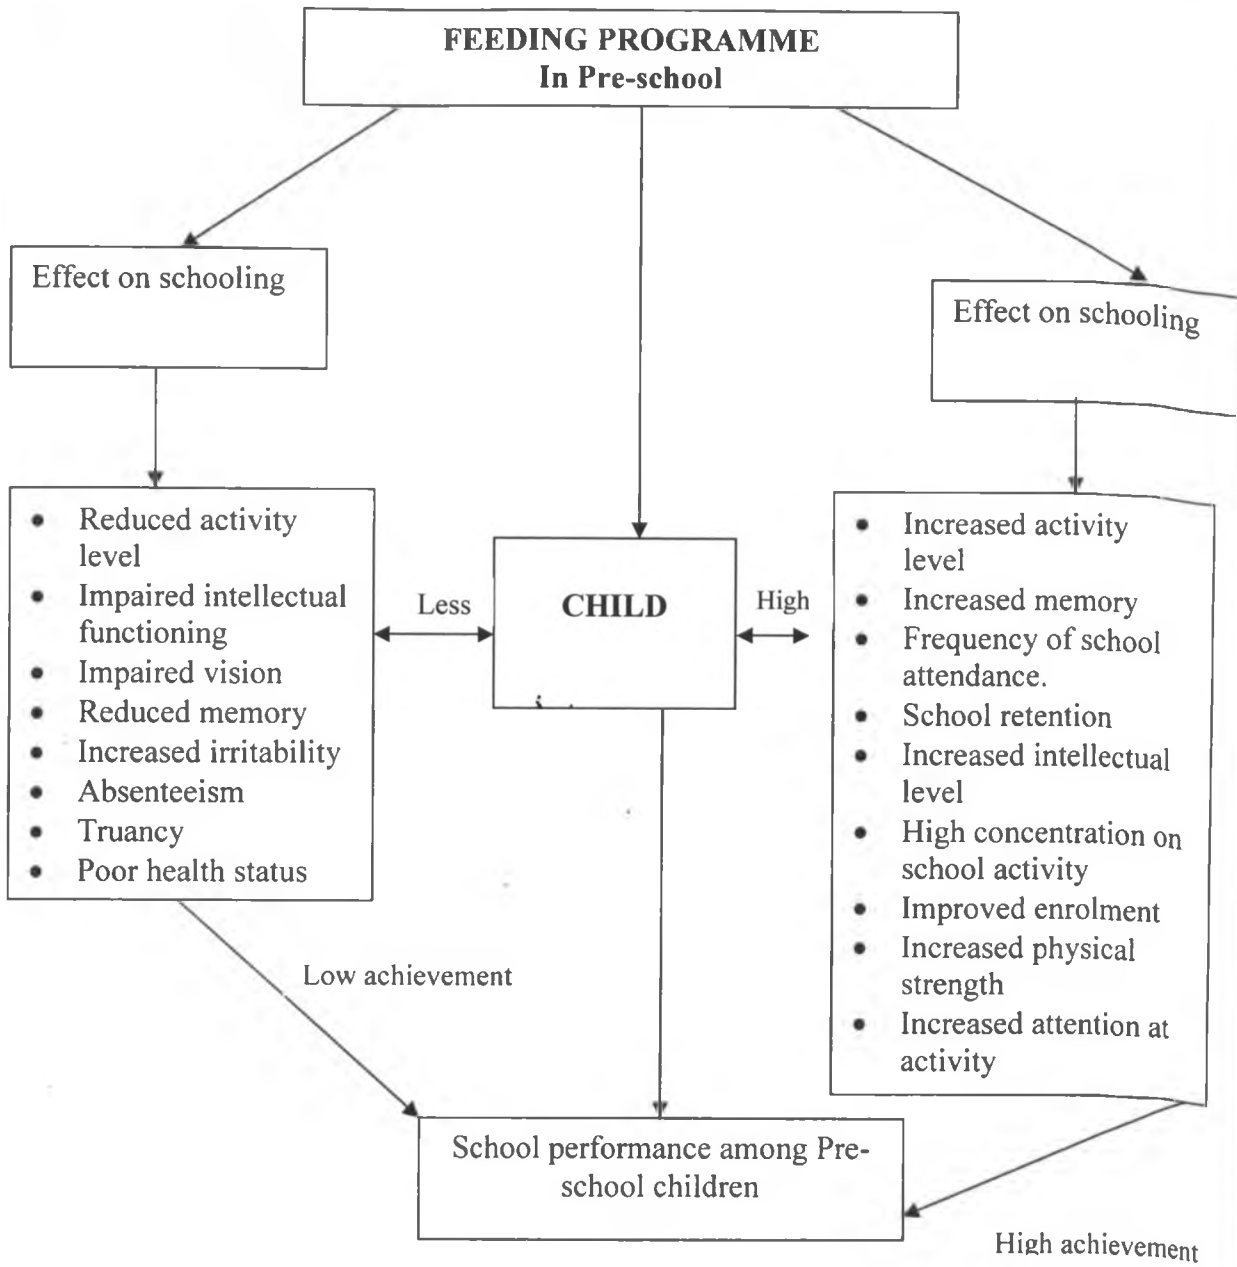 FEEDING PROGRAMME
In Pre-school
Effect on schooling
Effect on schooling
• Reduced activity
level
• Impaired intellectual
functioning
• Impaired vision
• Reduced memory
• Increased irritability
• Absenteeism
• Truancy
• Poor health status
Less
CHILD
High
• Increased activity
level
• Increased memory
• Frequency of school
attendance.
• School retention
• Increased intellectual
level
• High concentration on
school activity
• Improved enrolment
• Increased physical
strength
• Increased attention at
activity
Low achievement
School performance among Pre-
school children
High achievement